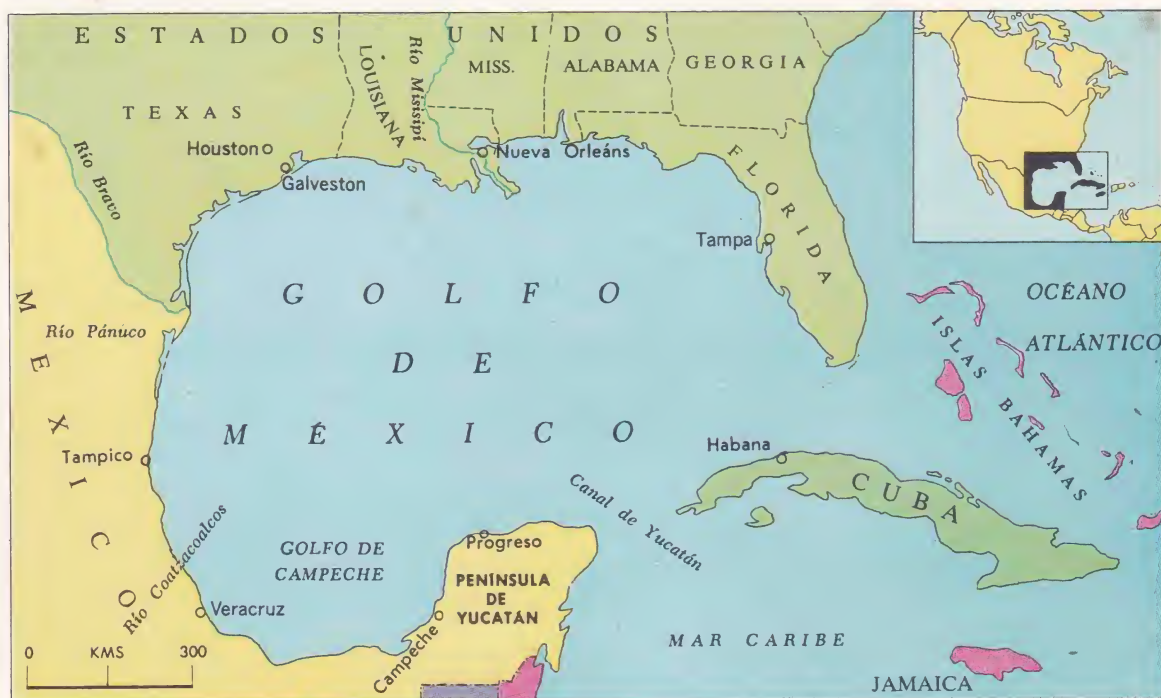 ESTADOS UNIDOS
LOUISIANA
Río Misisipí
MISS.
ALABAMA
GEORGIA
TEXAS
Houston
Nueva Orleáns
Galveston
Río Bravo
FLORIDA
Tampa
GOLFO
DE
MÉXICO
OCÉANO
ATLÁNTICO
ISLAS BAHAMAS
MEXICO
Río Pánuco
Tampico
Habana
CUBA
Canal de Yucatán
Río Coatzacoalcos
GOLFO DE
CAMPECHE
Progreso
PENÍNSULA
DE
YUCATÁN
Veracruz
Campeche
MAR CARIBE
JAMAICA
0 KMS 300